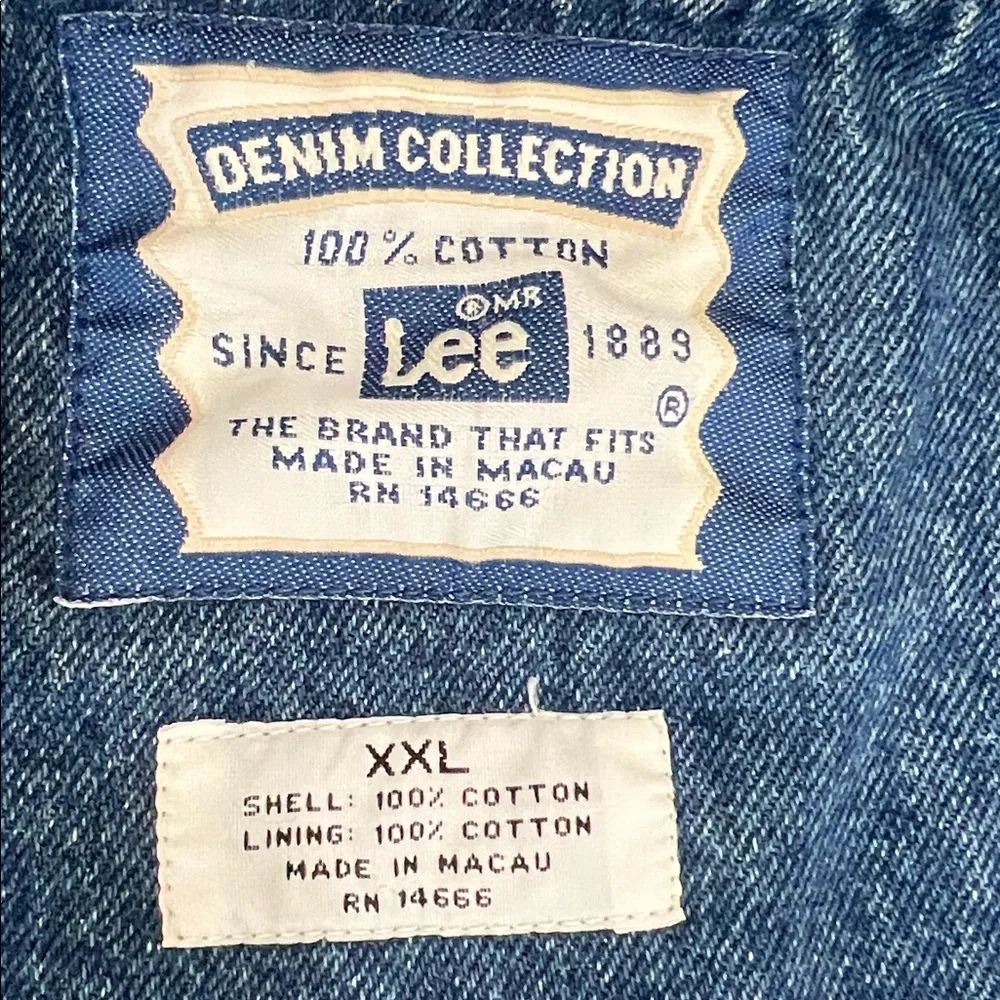 DENIM COLLECTION
100% COTTON
® MR
SINCE Lee 1889
®
THE BRAND THAT FITS
MADE IN MACAU
RN 14666
XXL
SHELL: 100% COTTON
LINING: 100% COTTON
MADE IN MACAU
RN 14666